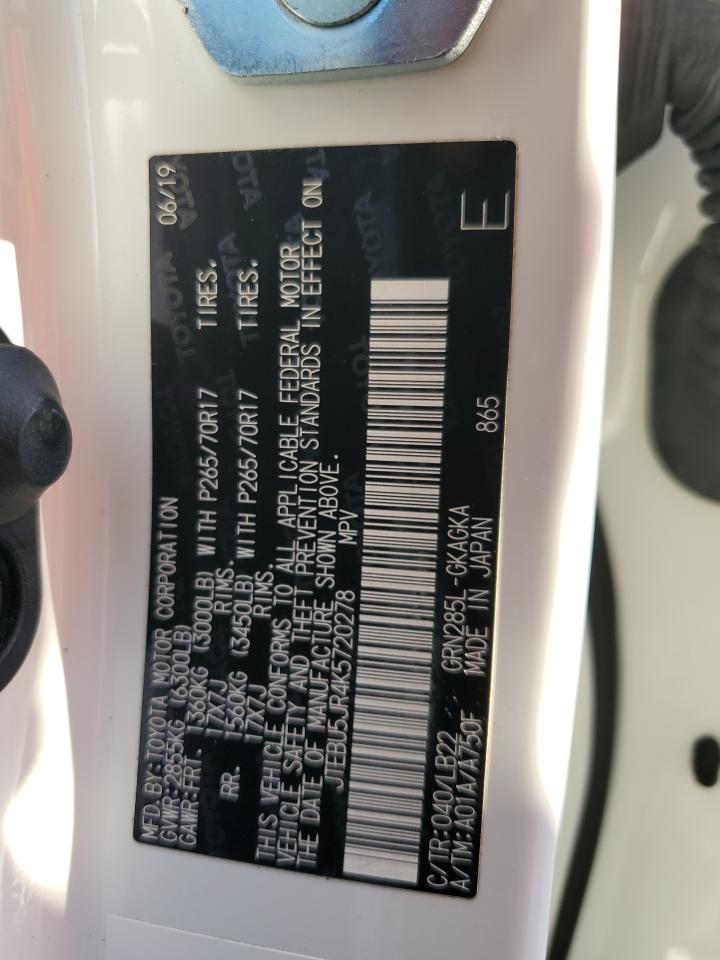 MFD.BY:TOYOTA MOTOR CORPORATION 06/19
GVWR:2855KG (6300LB)
GAWR:FRT. 1360KG (3000LB) WITH P265/70R17 TIRES.
17X7J RIMS.
RR. 1560KG (3450LB) WITH P265/70R17 TIRES.
17X7J RIMS.
THIS VEHICLE CONFORMS TO ALL APPLICABLE FEDERAL MOTOR
VEHICLE SAFETY AND THEFT PREVENTION STANDARDS IN EFFECT ON
THE DATE OF MANUFACTURE SHOWN ABOVE.
JTEBU5JR4K5720278 MPV
C/TR:040/LB22 GRN285L-GKAGKA 865 E
A/TM:A01A/A750F MADE IN JAPAN